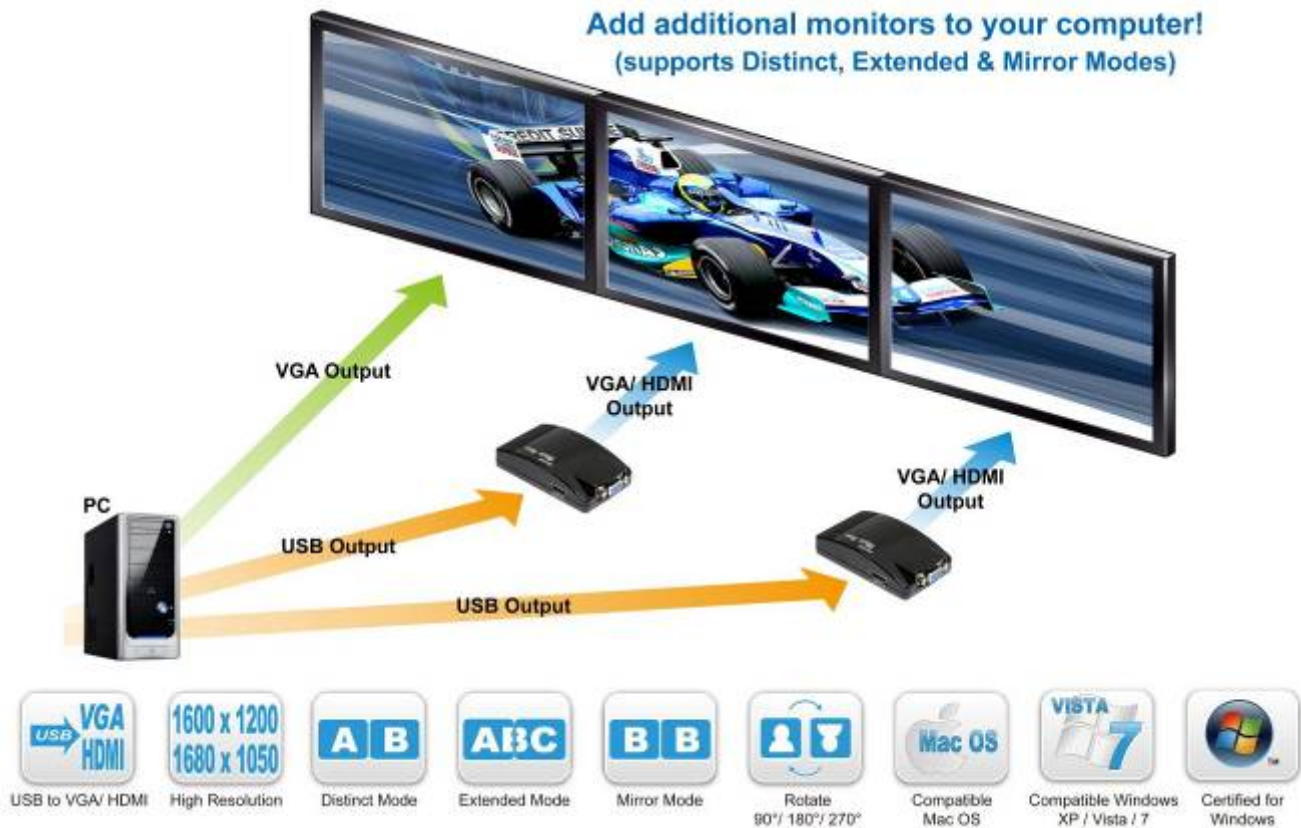 Add additional monitors to your computer!
(supports Distinct, Extended & Mirror Modes)
CREDIT SUISSE
VGA Output
VGA/ HDMI
Output
VGA/ HDMI
Output
PC
USB Output
USB Output
USB
VGA
HDMI
USB to VGA/ HDMI
1600 x 1200
1680 x 1050
High Resolution
A B
Distinct Mode
ABC
Extended Mode
B B
Mirror Mode
Rotate
90°/ 180°/ 270°
Mac OS
Compatible
Mac OS
VISTA
7
Compatible Windows
XP / Vista / 7
Certified for
Windows